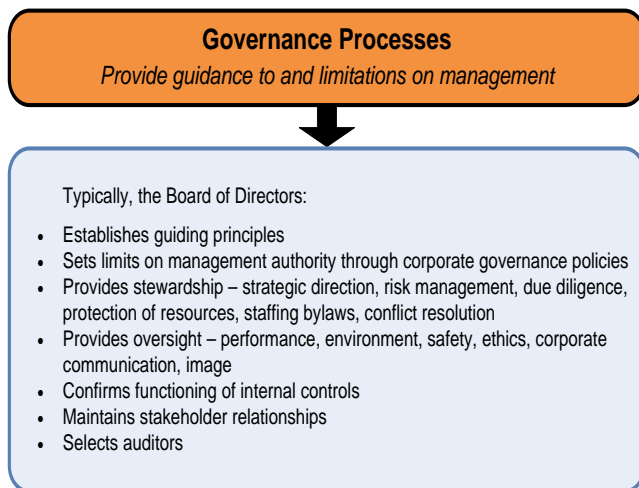 Governance Processes
Provide guidance to and limitations on management
Typically, the Board of Directors:
• Establishes guiding principles
• Sets limits on management authority through corporate governance policies
• Provides stewardship – strategic direction, risk management, due diligence,
protection of resources, staffing bylaws, conflict resolution
• Provides oversight – performance, environment, safety, ethics, corporate
communication, image
• Confirms functioning of internal controls
• Maintains stakeholder relationships
• Selects auditors